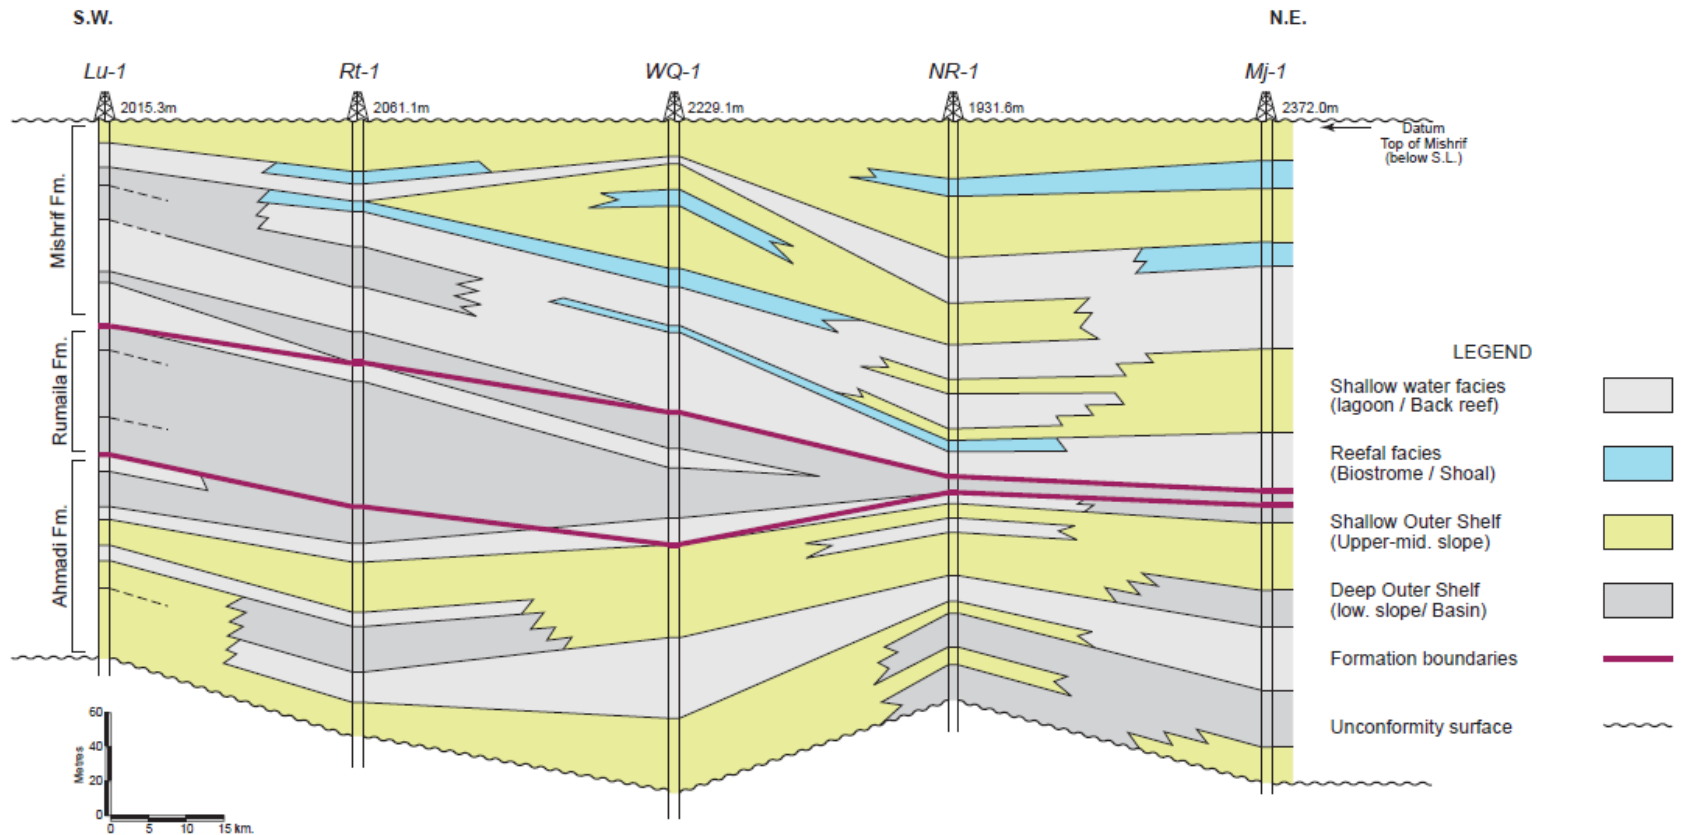 S.W.
N.E.
Lu-1
Rt-1
WQ-1
NR-1
Mj-1
2015.3m
2061.1m
2229.1m
1931.6m
2372.0m
Datum
Top of Mishrif
(below S.L.)
Mishrif Fm.
Rumaila Fm.
Ahmadi Fm.
LEGEND
Shallow water facies
(lagoon / Back reef)
Reefal facies
(Biostrome / Shoal)
Shallow Outer Shelf
(Upper-mid. slope)
Deep Outer Shelf
(low. slope/ Basin)
Formation boundaries
Unconformity surface
60
40
20
0
Metres
0 5 10 15 km.